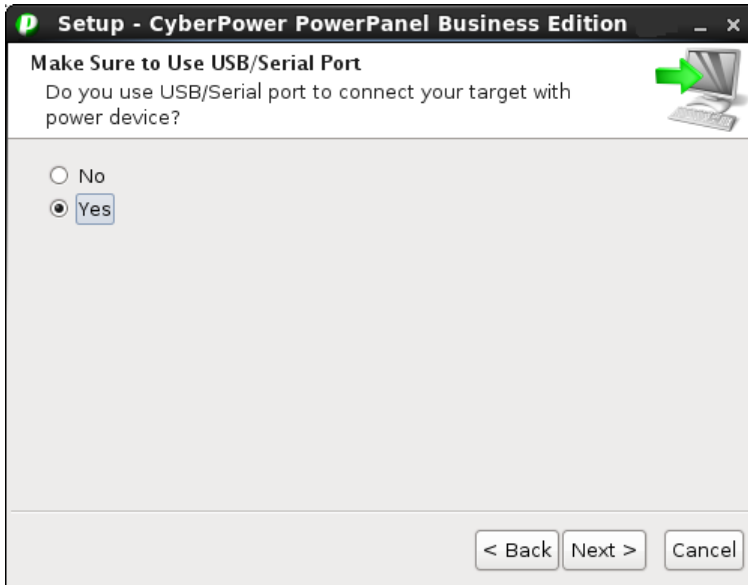 Setup - CyberPower PowerPanel Business Edition
Make Sure to Use USB/Serial Port
Do you use USB/Serial port to connect your target with
power device?
No
Yes
< Back Next > Cancel